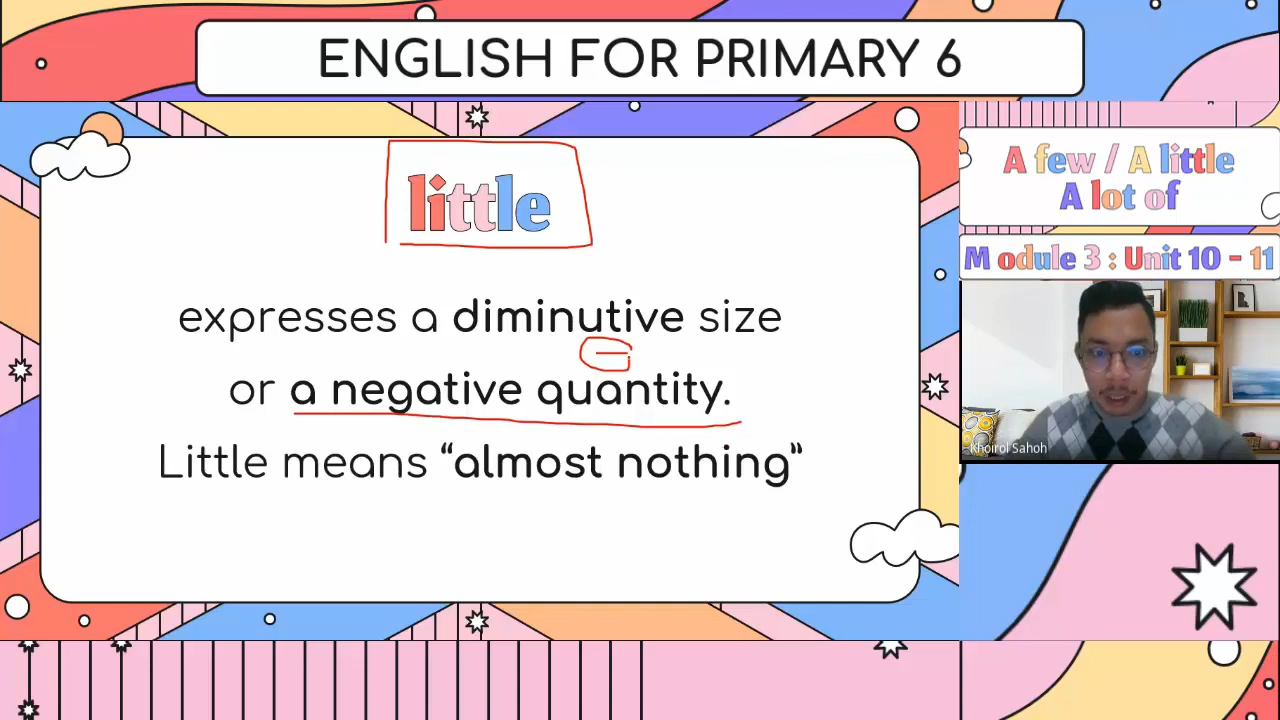 ENGLISH FOR PRIMARY 6
little
expresses a diminutive size
or a negative quantity.
Little means “almost nothing”
A few / A little
A lot of
Module 3 : Unit 10 - 11
Khoirol Sahoh